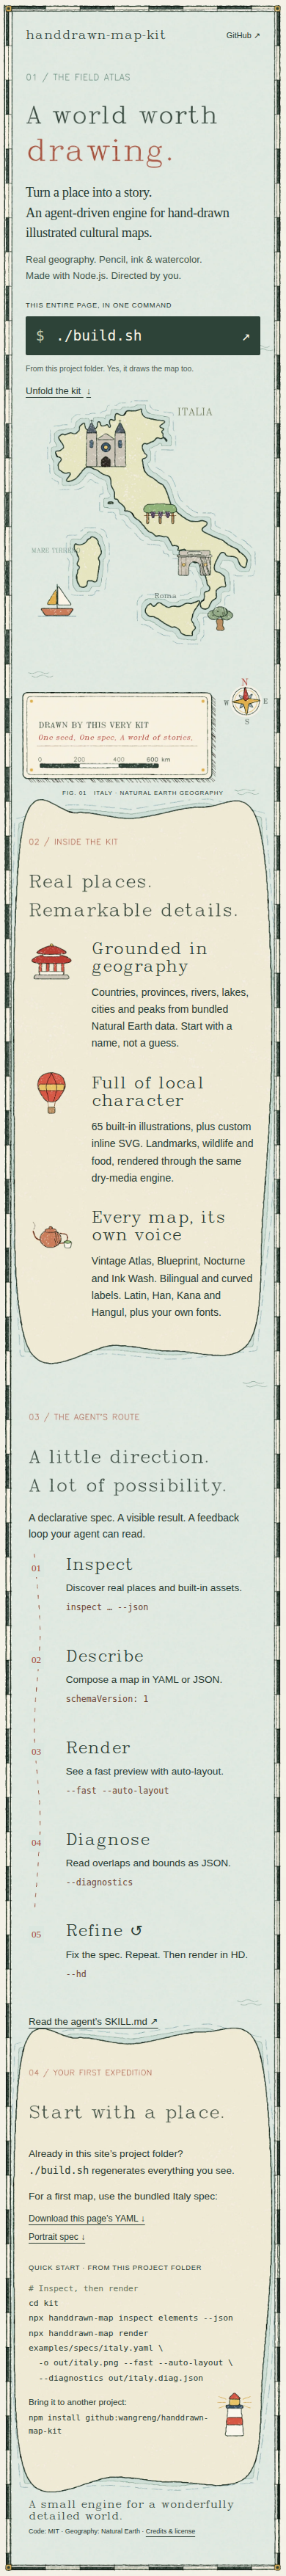 handdrawn-map-kit
GitHub ↗
01 / THE FIELD ATLAS
A world worth
drawing.
Turn a place into a story.
An agent-driven engine for hand-drawn
illustrated cultural maps.
Real geography. Pencil, ink & watercolor.
Made with Node.js. Directed by you.
THIS ENTIRE PAGE, IN ONE COMMAND
$ ./build.sh ↗
From this project folder. Yes, it draws the map too.
Unfold the kit ↓
ITALIA
MARE
Roma
N
W
E
S
DRAWN BY THIS VERY KIT
One seed. One spec. A world of stories.
0 200 400 600 km
FIG. 01 ITALY · NATURAL EARTH GEOGRAPHY
02 / INSIDE THE KIT
Real places.
Remarkable details.
Grounded in
geography
Countries, provinces, rivers, lakes,
cities and peaks from bundled
Natural Earth data. Start with a
name, not a guess.
Full of local
character
65 built-in illustrations, plus custom
inline SVG. Landmarks, wildlife and
food, rendered through the same
dry-media engine.
Every map, its
own voice
Vintage Atlas, Blueprint, Nocturne
and Ink Wash. Bilingual and curved
labels. Latin, Han, Kana and
Hangul, plus your own fonts.
03 / THE AGENT'S ROUTE
A little direction.
A lot of possibility.
A declarative spec. A visible result. A feedback
loop your agent can read.
01
Inspect
Discover real places and built-in assets.
inspect … --json
02
Describe
Compose a map in YAML or JSON.
schemaVersion: 1
03
Render
See a fast preview with auto-layout.
--fast --auto-layout
04
Diagnose
Read overlaps and bounds as JSON.
--diagnostics
05
Refine ↺
Fix the spec. Repeat. Then render in HD.
--hd
Read the agent's SKILL.md ↗
04 / YOUR FIRST EXPEDITION
Start with a place.
Already in this site's project folder?
./build.sh regenerates everything you see.
For a first map, use the bundled Italy spec:
Download this page's YAML ↓
Portrait spec ↓
QUICK START · FROM THIS PROJECT FOLDER
# Inspect, then render
cd kit
npx handdrawn-map inspect elements --json
npx handdrawn-map render
examples/specs/italy.yaml \
-o out/italy.png --fast --auto-layout \
--diagnostics out/italy.diag.json
Bring it to another project:
npm install github:wangreng/handdrawn-
map-kit
A small engine for a wonderfully
detailed world.
Code: MIT · Geography: Natural Earth · Credits & license